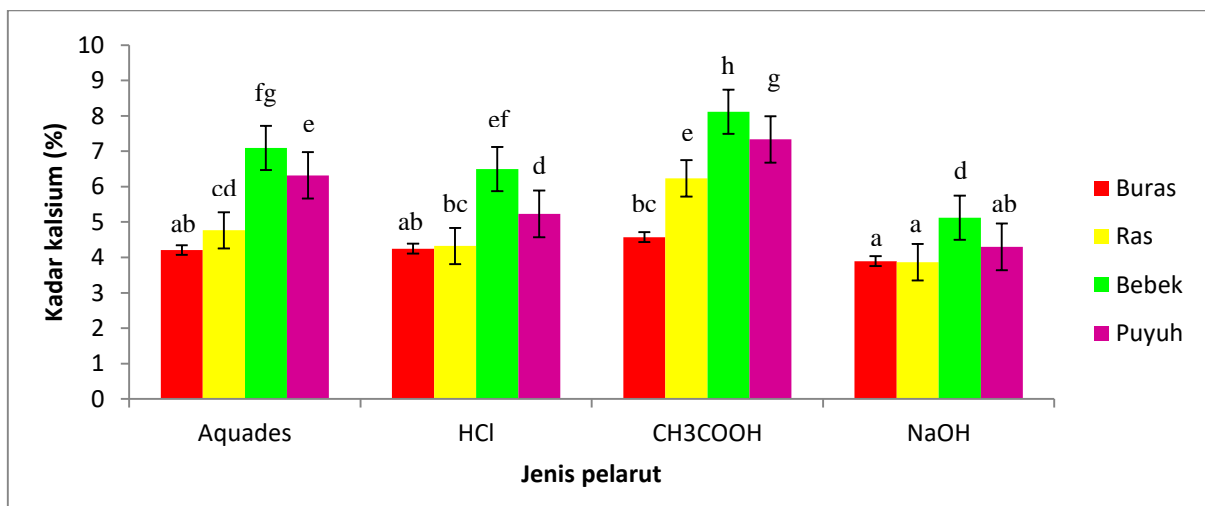 Kadar kalsium (%)
10
9
8
7
6
5
4
3
2
1
0
ab cd fg e
ab bc ef d
bc e h g
a a d ab
Aquades HCl CH3COOH NaOH
Jenis pelarut
Buras
Ras
Bebek
Puyuh